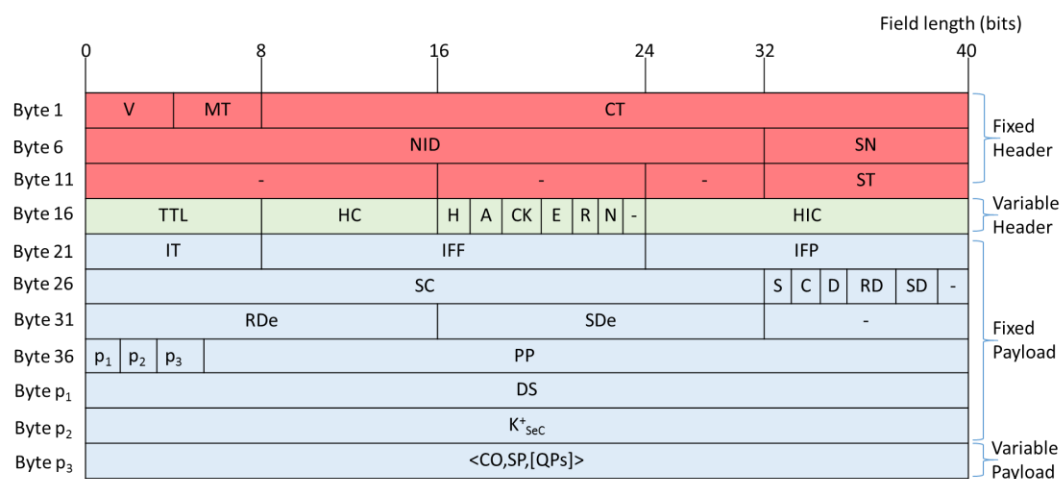 Field length (bits)
0 8 16 24 32 40
Byte 1 V MT CT
Fixed
Header
Byte 6 NID SN
Byte 11 - - - ST
Byte 16 TTL HC H A CK E R N - HIC
Variable
Header
Byte 21 IT IFF IFP
Byte 26 SC S C D RD SD -
Byte 31 RDe SDe -
Fixed
Payload
Byte 36 p1 p2 p3 PP
Byte p1 DS
Byte p2 K+SeC
Byte p3 <CO,SP,[QPs]>
Variable
Payload